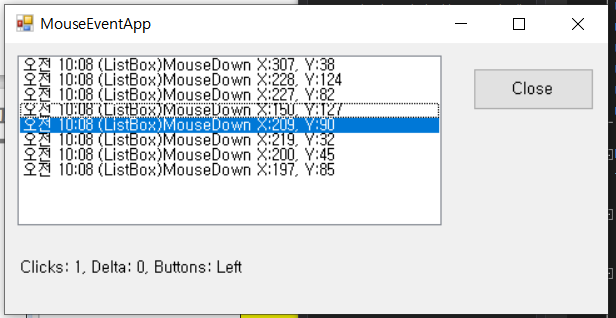 MouseEventApp
오전 10:08 (ListBox)MouseDown X:307, Y:38
오전 10:08 (ListBox)MouseDown X:228, Y:124
오전 10:08 (ListBox)MouseDown X:227, Y:82
오전 10:08 (ListBox)MouseDown X:150, Y:127
오전 10:08 (ListBox)MouseDown X:209, Y:90
오전 10:08 (ListBox)MouseDown X:219, Y:32
오전 10:08 (ListBox)MouseDown X:200, Y:45
오전 10:08 (ListBox)MouseDown X:197, Y:85
Close
Clicks: 1, Delta: 0, Buttons: Left